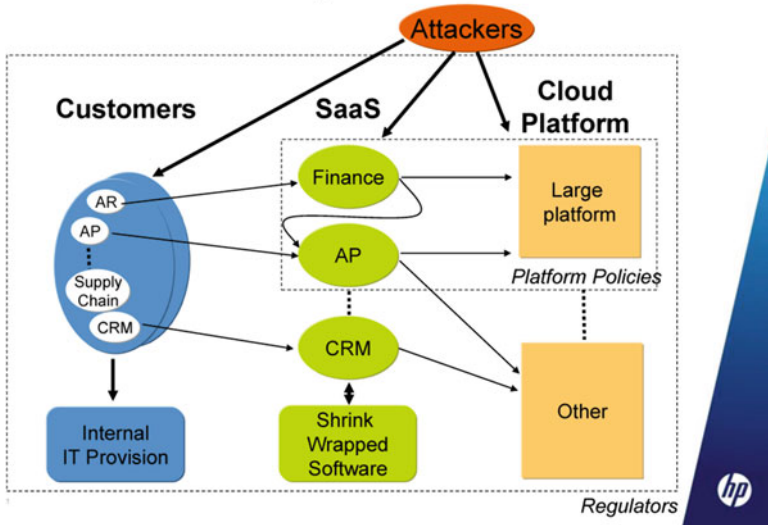 Attackers
Customers
SaaS
Cloud
Platform
AR
AP
Supply
Chain
CRM
Finance
AP
CRM
Large
platform
Platform Policies
Internal
IT Provision
Shrink
Wrapped
Software
Other
Regulators
hp